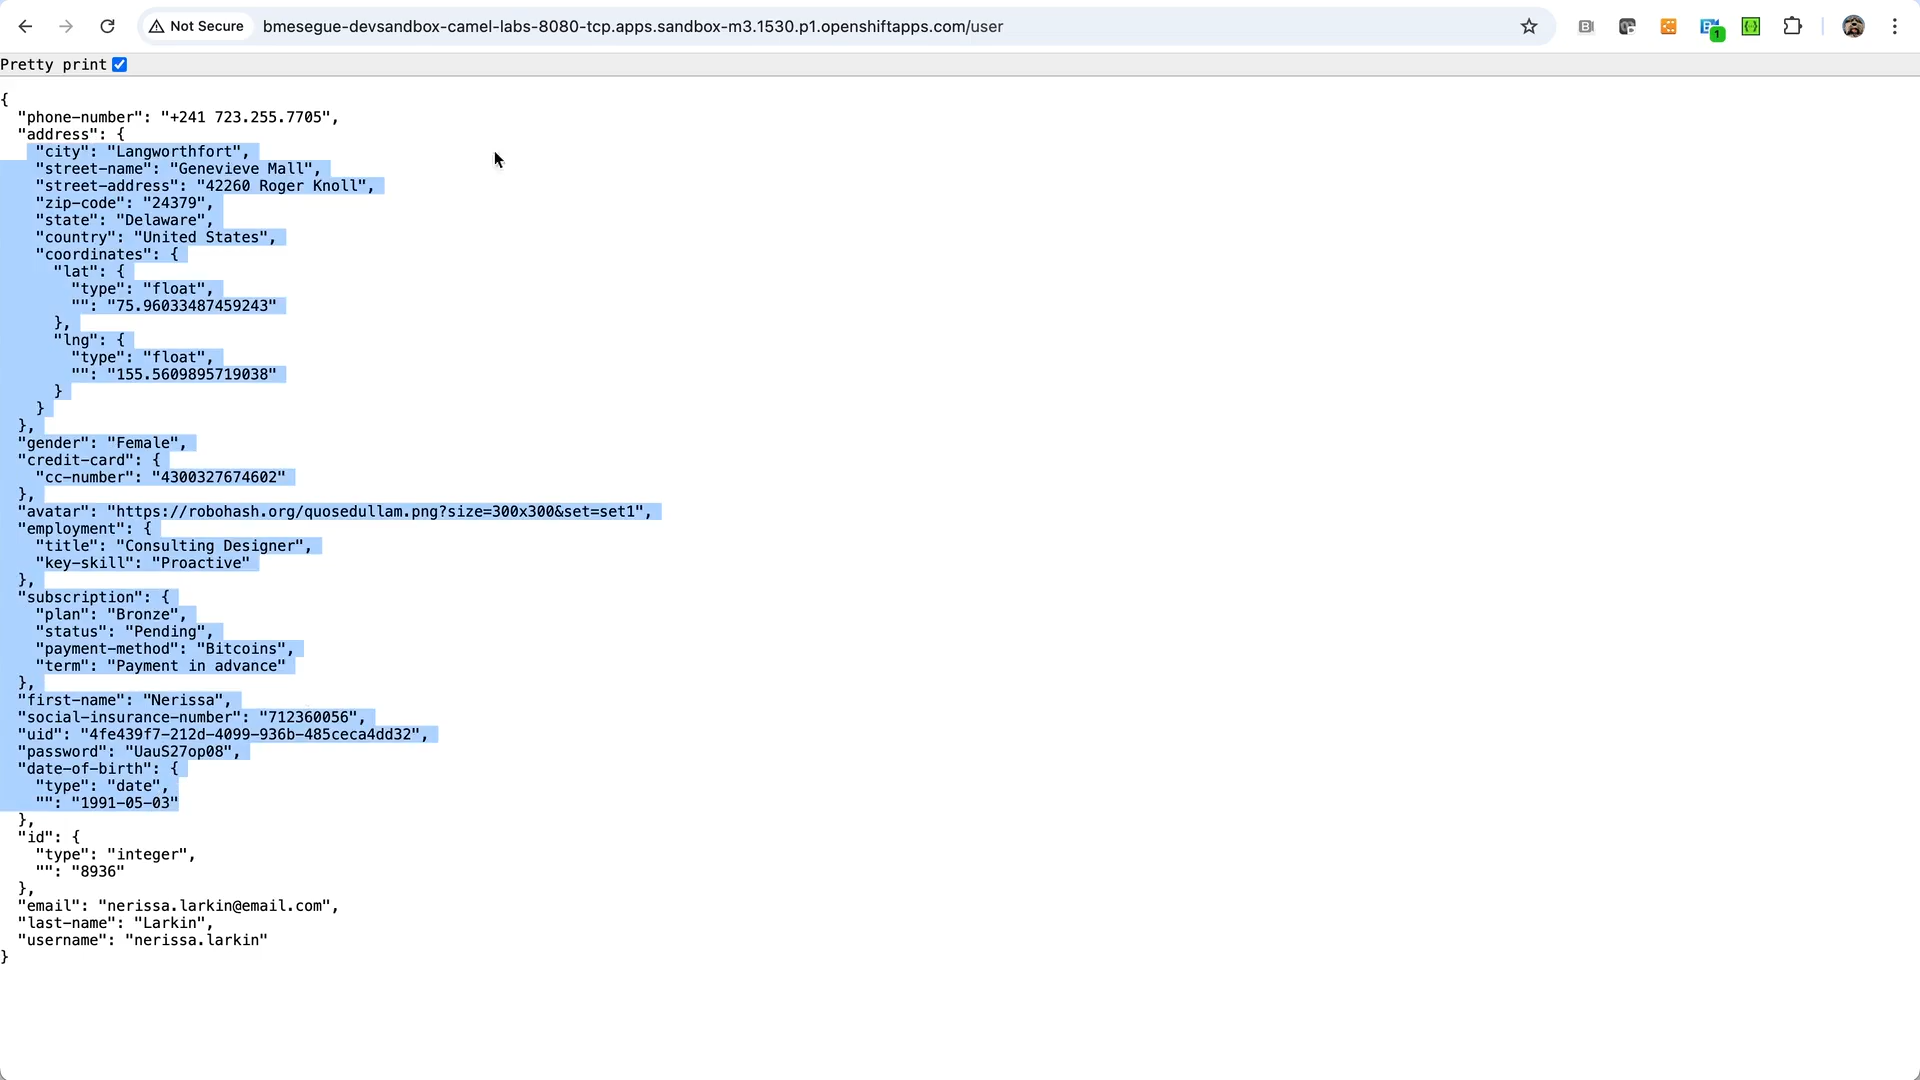 Not Secure
bmesegue-devsandbox-camel-labs-8080-tcp.apps.sandbox-m3.1530.p1.openshiftapps.com/user
1
Pretty print
{
  "phone-number": "+241 723.255.7705",
  "address": {
    "city": "Langworthfort",
    "street-name": "Genevieve Mall",
    "street-address": "42260 Roger Knoll",
    "zip-code": "24379",
    "state": "Delaware",
    "country": "United States",
    "coordinates": {
      "lat": {
        "type": "float",
        "": "75.96033487459243"
      },
      "lng": {
        "type": "float",
        "": "155.5609895719038"
      }
    }
  },
  "gender": "Female",
  "credit-card": {
    "cc-number": "4300327674602"
  },
  "avatar": "https://robohash.org/quosedullam.png?size=300x300&set=set1",
  "employment": {
    "title": "Consulting Designer",
    "key-skill": "Proactive"
  },
  "subscription": {
    "plan": "Bronze",
    "status": "Pending",
    "payment-method": "Bitcoins",
    "term": "Payment in advance"
  },
  "first-name": "Nerissa",
  "social-insurance-number": "712360056",
  "uid": "4fe439f7-212d-4099-936b-485ceca4dd32",
  "password": "UauS27op08",
  "date-of-birth": {
    "type": "date",
    "": "1991-05-03"
  },
  "id": {
    "type": "integer",
    "": "8936"
  },
  "email": "nerissa.larkin@email.com",
  "last-name": "Larkin",
  "username": "nerissa.larkin"
}